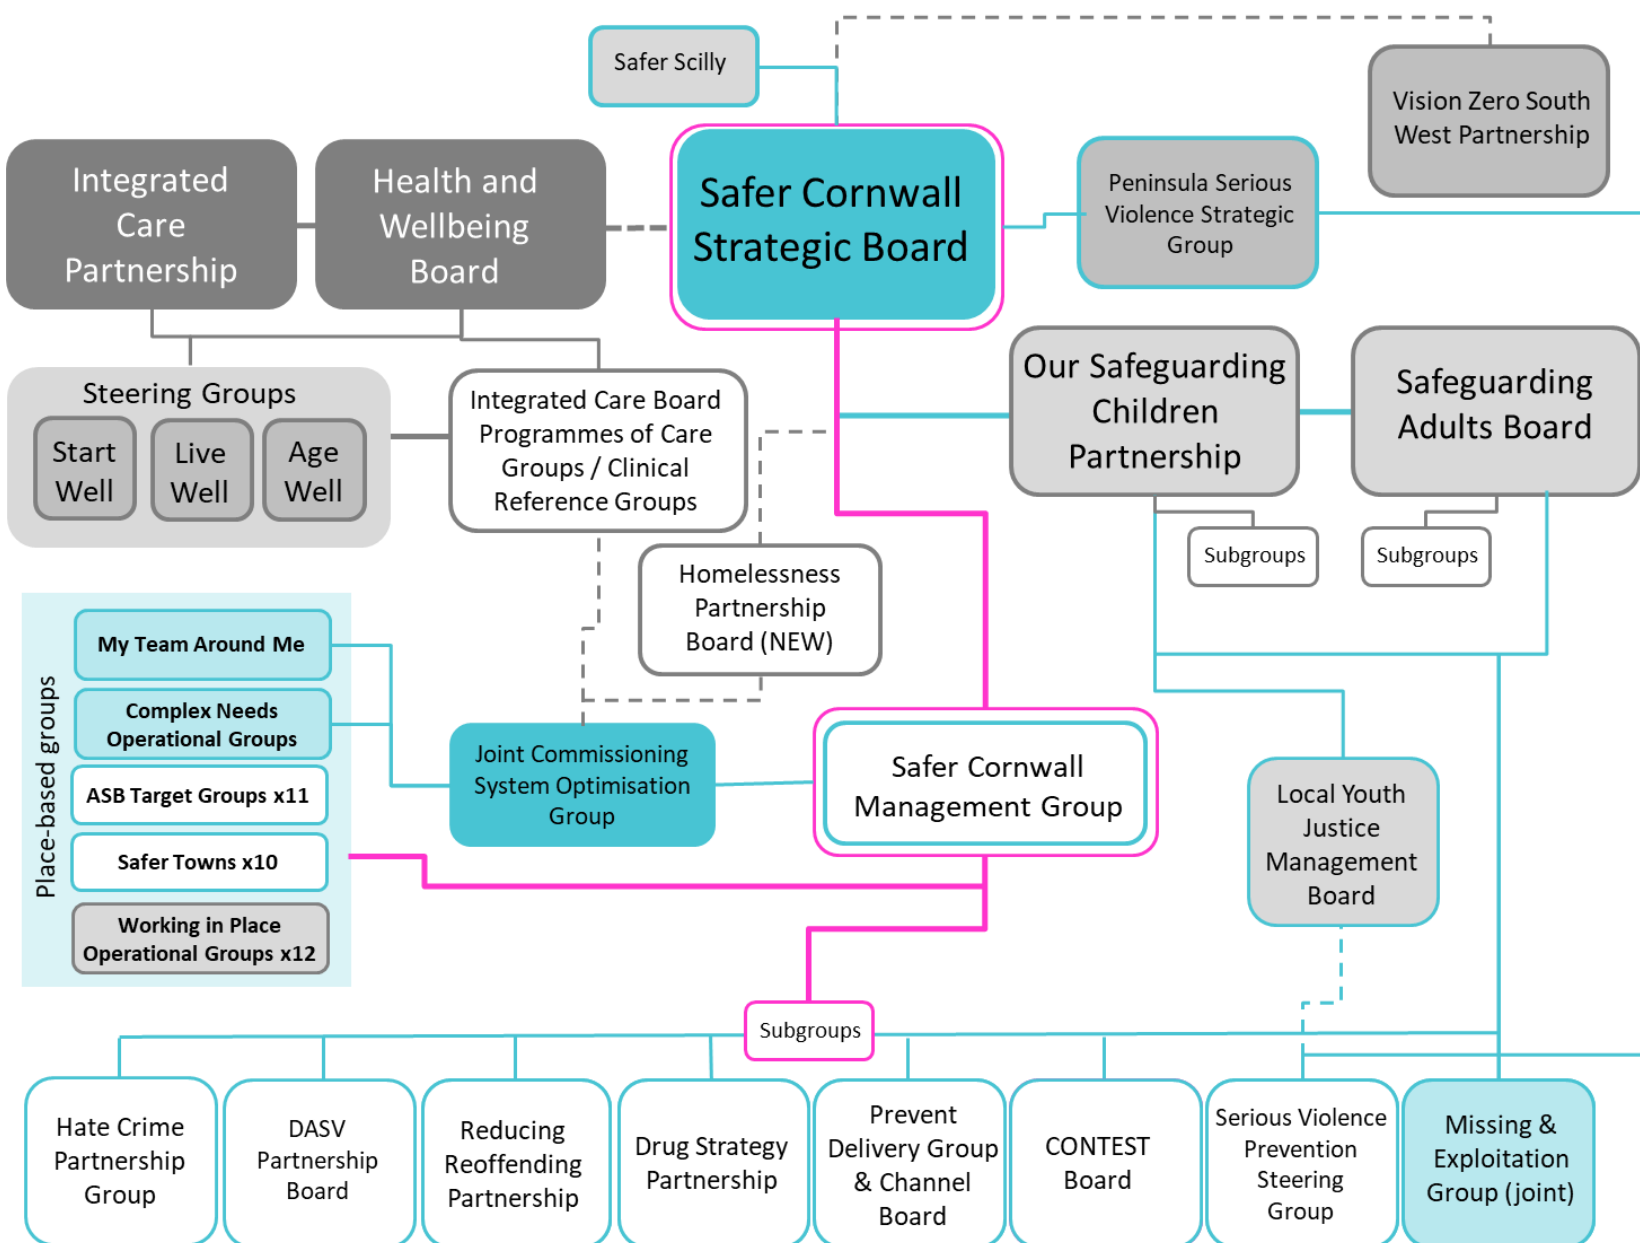 Safer Scilly
Vision Zero South
West Partnership
Integrated
Care
Partnership
Health and
Wellbeing
Board
Safer Cornwall
Strategic Board
Peninsula Serious
Violence Strategic
Group
Steering Groups
Start
Well
Live
Well
Age
Well
Integrated Care Board
Programmes of Care
Groups / Clinical
Reference Groups
Our Safeguarding
Children
Partnership
Safeguarding
Adults Board
Subgroups
Subgroups
Homelessness
Partnership
Board (NEW)
Place-based groups
My Team Around Me
Complex Needs
Operational Groups
ASB Target Groups x11
Safer Towns x10
Working in Place
Operational Groups x12
Joint Commissioning
System Optimisation
Group
Safer Cornwall
Management Group
Local Youth
Justice
Management
Board
Subgroups
Hate Crime
Partnership
Group
DASV
Partnership
Board
Reducing
Reoffending
Partnership
Drug Strategy
Partnership
Prevent
Delivery Group
& Channel
Board
CONTEST
Board
Serious Violence
Prevention
Steering
Group
Missing &
Exploitation
Group (joint)